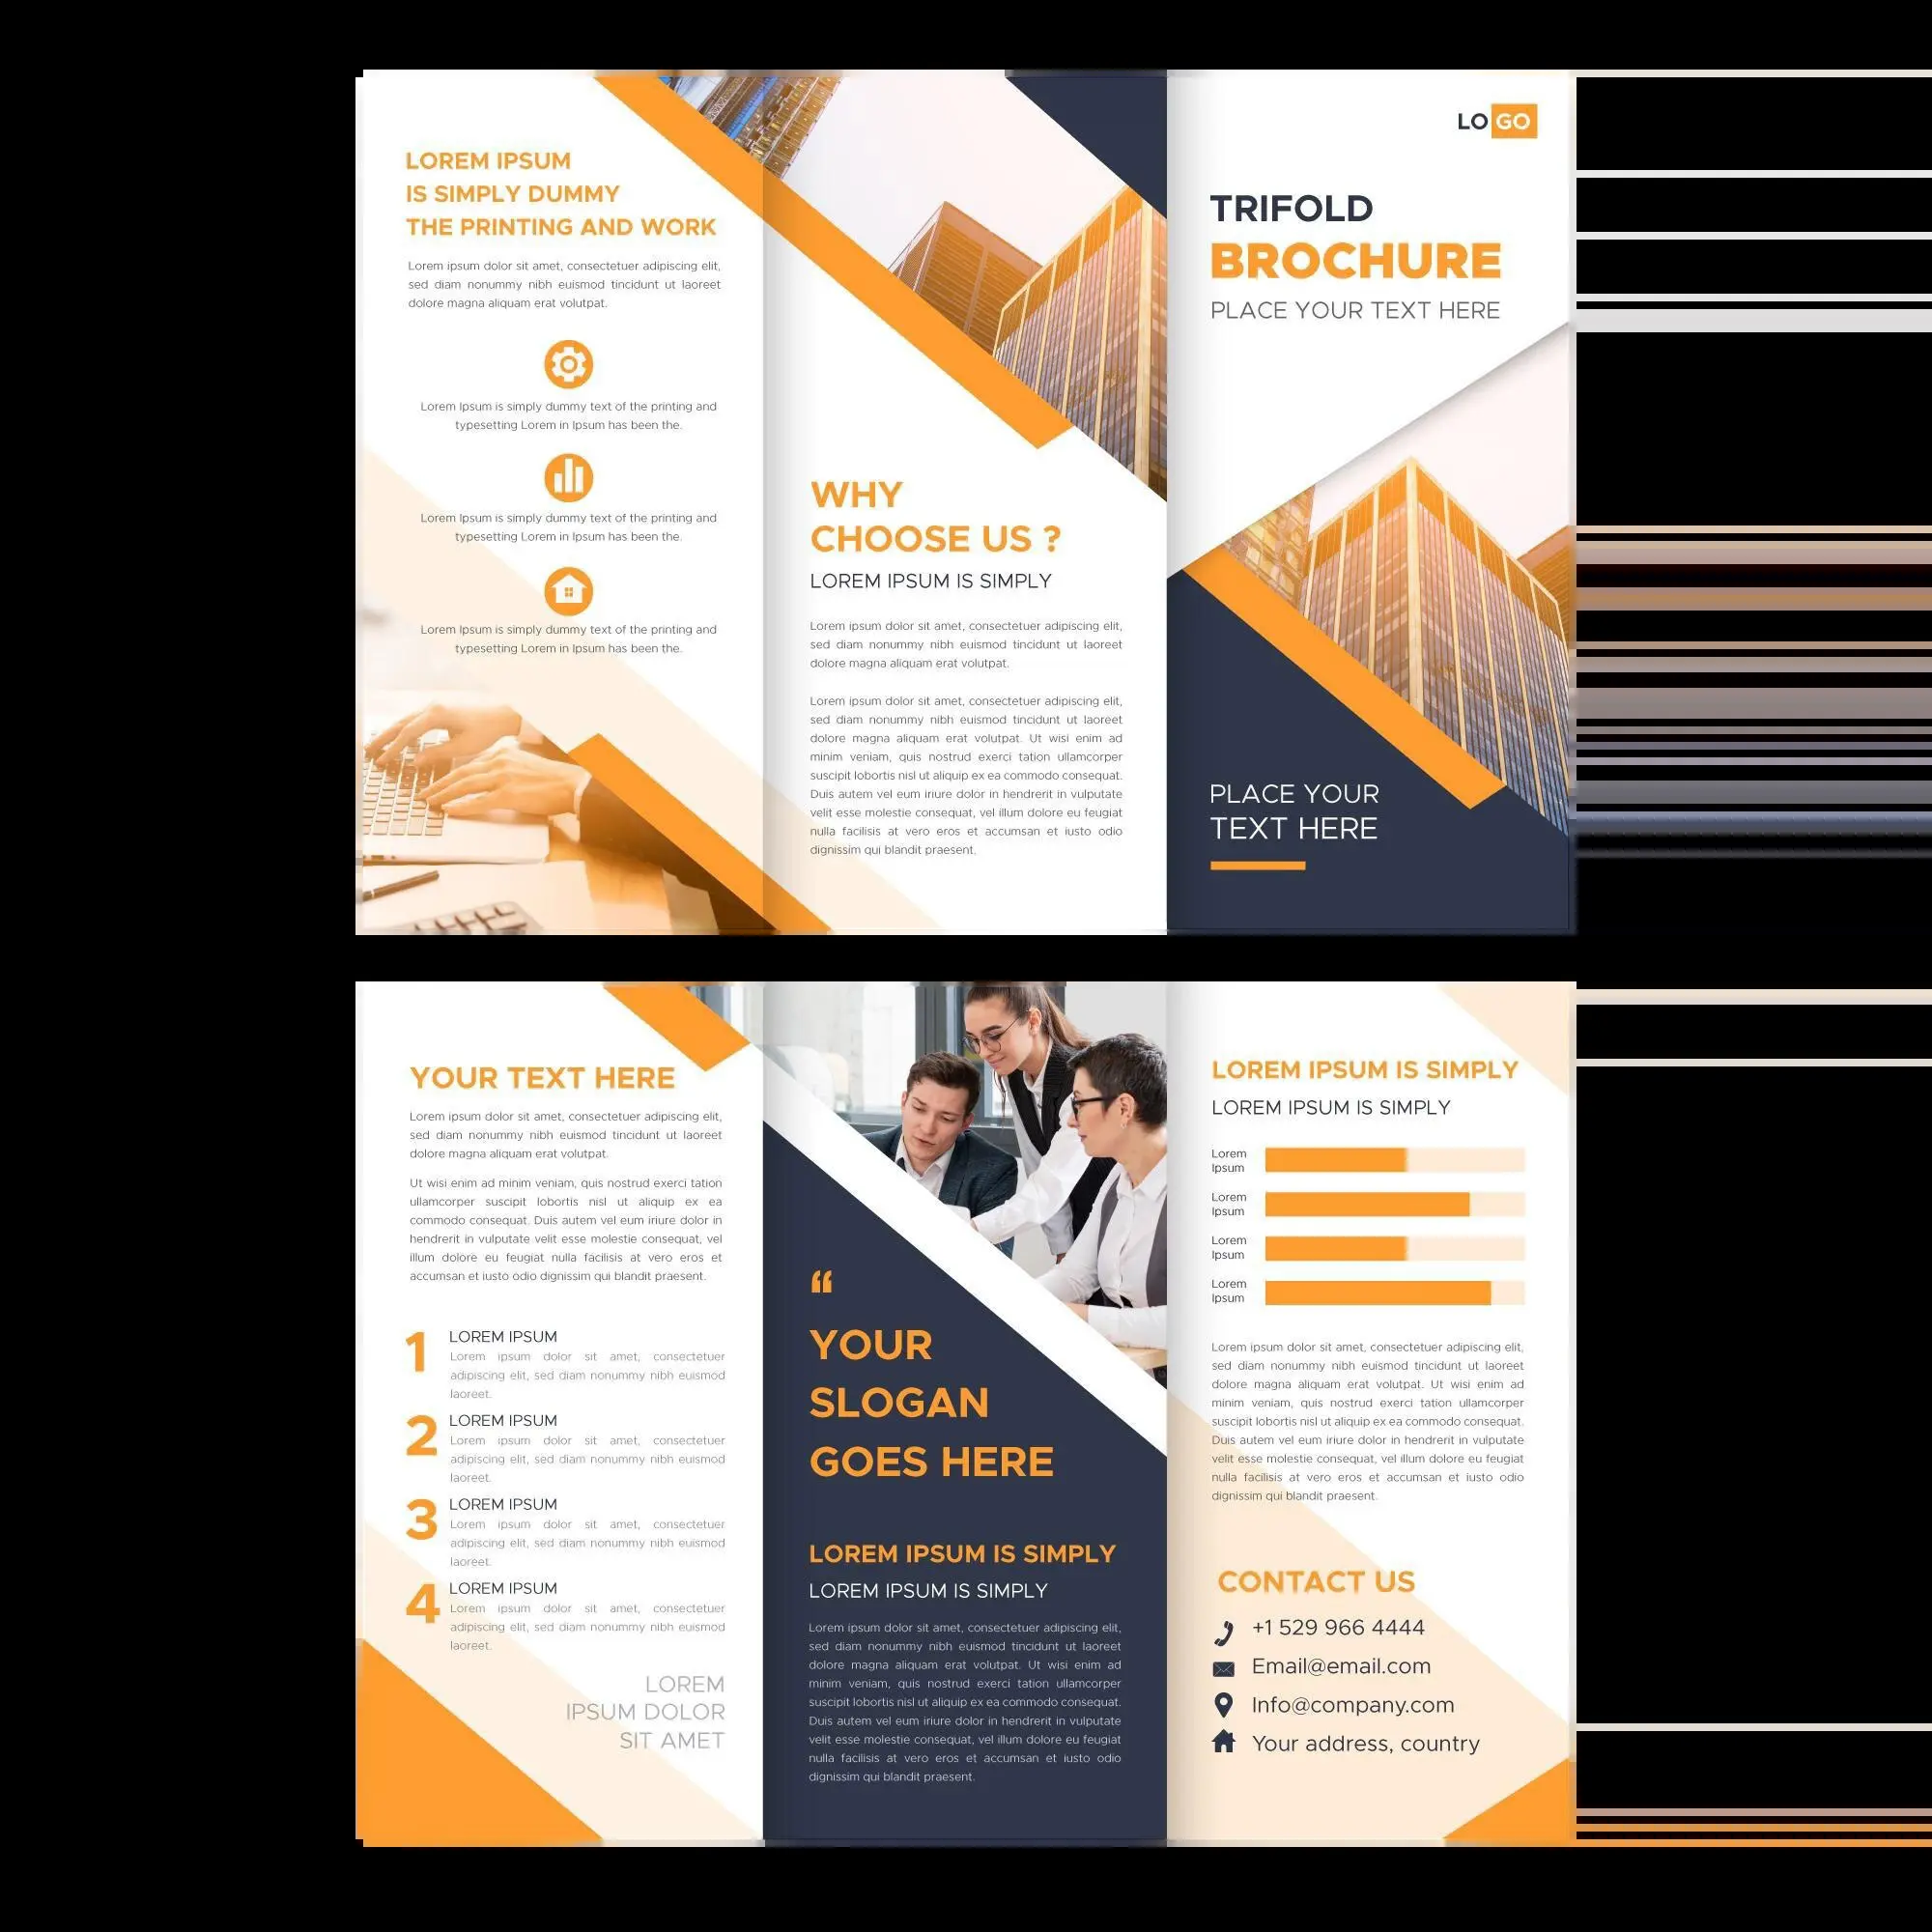 LOREM IPSUM
IS SIMPLY DUMMY
THE PRINTING AND WORK
Lorem ipsum dolor sit amet, consectetuer adipiscing elit,
sed diam nonummy nibh euismod tincidunt ut laoreet
dolore magna aliquam erat volutpat.
Lorem Ipsum is simply dummy text of the printing and
typesetting Lorem in Ipsum has been the.
Lorem Ipsum is simply dummy text of the printing and
typesetting Lorem in Ipsum has been the.
Lorem Ipsum is simply dummy text of the printing and
typesetting Lorem in Ipsum has been the.
WHY
CHOOSE US ?
LOREM IPSUM IS SIMPLY
Lorem ipsum dolor sit amet, consectetuer adipiscing elit,
sed diam nonummy nibh euismod tincidunt ut laoreet
dolore magna aliquam erat volutpat.
Lorem ipsum dolor sit amet, consectetuer adipiscing elit,
sed diam nonummy nibh euismod tincidunt ut laoreet
dolore magna aliquam erat volutpat. Ut wisi enim ad
minim veniam, quis nostrud exerci tation ullamcorper
suscipit lobortis nisl ut aliquip ex ea commodo consequat.
Duis autem vel eum iriure dolor in hendrerit in vulputate
velit esse molestie consequat, vel illum dolore eu feugiat
nulla facilisis at vero eros et accumsan et iusto odio
dignissim qui blandit praesent.
LOGO
TRIFOLD
BROCHURE
PLACE YOUR TEXT HERE
PLACE YOUR
TEXT HERE
YOUR TEXT HERE
Lorem ipsum dolor sit amet, consectetuer adipiscing elit,
sed diam nonummy nibh euismod tincidunt ut laoreet
dolore magna aliquam erat volutpat.
Ut wisi enim ad minim veniam, quis nostrud exerci tation
ullamcorper suscipit lobortis nisl ut aliquip ex ea
commodo consequat. Duis autem vel eum iriure dolor in
hendrerit in vulputate velit esse molestie consequat, vel
illum dolore eu feugiat nulla facilisis at vero eros et
accumsan et iusto odio dignissim qui blandit praesent.
1 LOREM IPSUM
Lorem ipsum dolor sit amet, consectetuer
adipiscing elit, sed diam nonummy nibh euismod
laoreet.
2 LOREM IPSUM
Lorem ipsum dolor sit amet, consectetuer
adipiscing elit, sed diam nonummy nibh euismod
laoreet.
3 LOREM IPSUM
Lorem ipsum dolor sit amet, consectetuer
adipiscing elit, sed diam nonummy nibh euismod
laoreet.
4 LOREM IPSUM
Lorem ipsum dolor sit amet, consectetuer
adipiscing elit, sed diam nonummy nibh euismod
laoreet.
LOREM
IPSUM DOLOR
SIT AMET
“
YOUR
SLOGAN
GOES HERE
LOREM IPSUM IS SIMPLY
LOREM IPSUM IS SIMPLY
Lorem ipsum dolor sit amet, consectetuer adipiscing elit,
sed diam nonummy nibh euismod tincidunt ut laoreet
dolore magna aliquam erat volutpat. Ut wisi enim ad
minim veniam, quis nostrud exerci tation ullamcorper
suscipit lobortis nisl ut aliquip ex ea commodo consequat.
Duis autem vel eum iriure dolor in hendrerit in vulputate
velit esse molestie consequat, vel illum dolore eu feugiat
nulla facilisis at vero eros et accumsan et iusto odio
dignissim qui blandit praesent.
LOREM IPSUM IS SIMPLY
LOREM IPSUM IS SIMPLY
Lorem
Ipsum
Lorem
Ipsum
Lorem
Ipsum
Lorem
Ipsum
Lorem ipsum dolor sit amet, consectetuer adipiscing elit,
sed diam nonummy nibh euismod tincidunt ut laoreet
dolore magna aliquam erat volutpat. Ut wisi enim ad
minim veniam, quis nostrud exerci tation ullamcorper
suscipit lobortis nisl ut aliquip ex ea commodo consequat.
Duis autem vel eum iriure dolor in hendrerit in vulputate
velit esse molestie consequat, vel illum dolore eu feugiat
nulla facilisis at vero eros et accumsan et iusto odio
dignissim qui blandit praesent.
CONTACT US
+1 529 966 4444
Email@email.com
Info@company.com
Your address, country